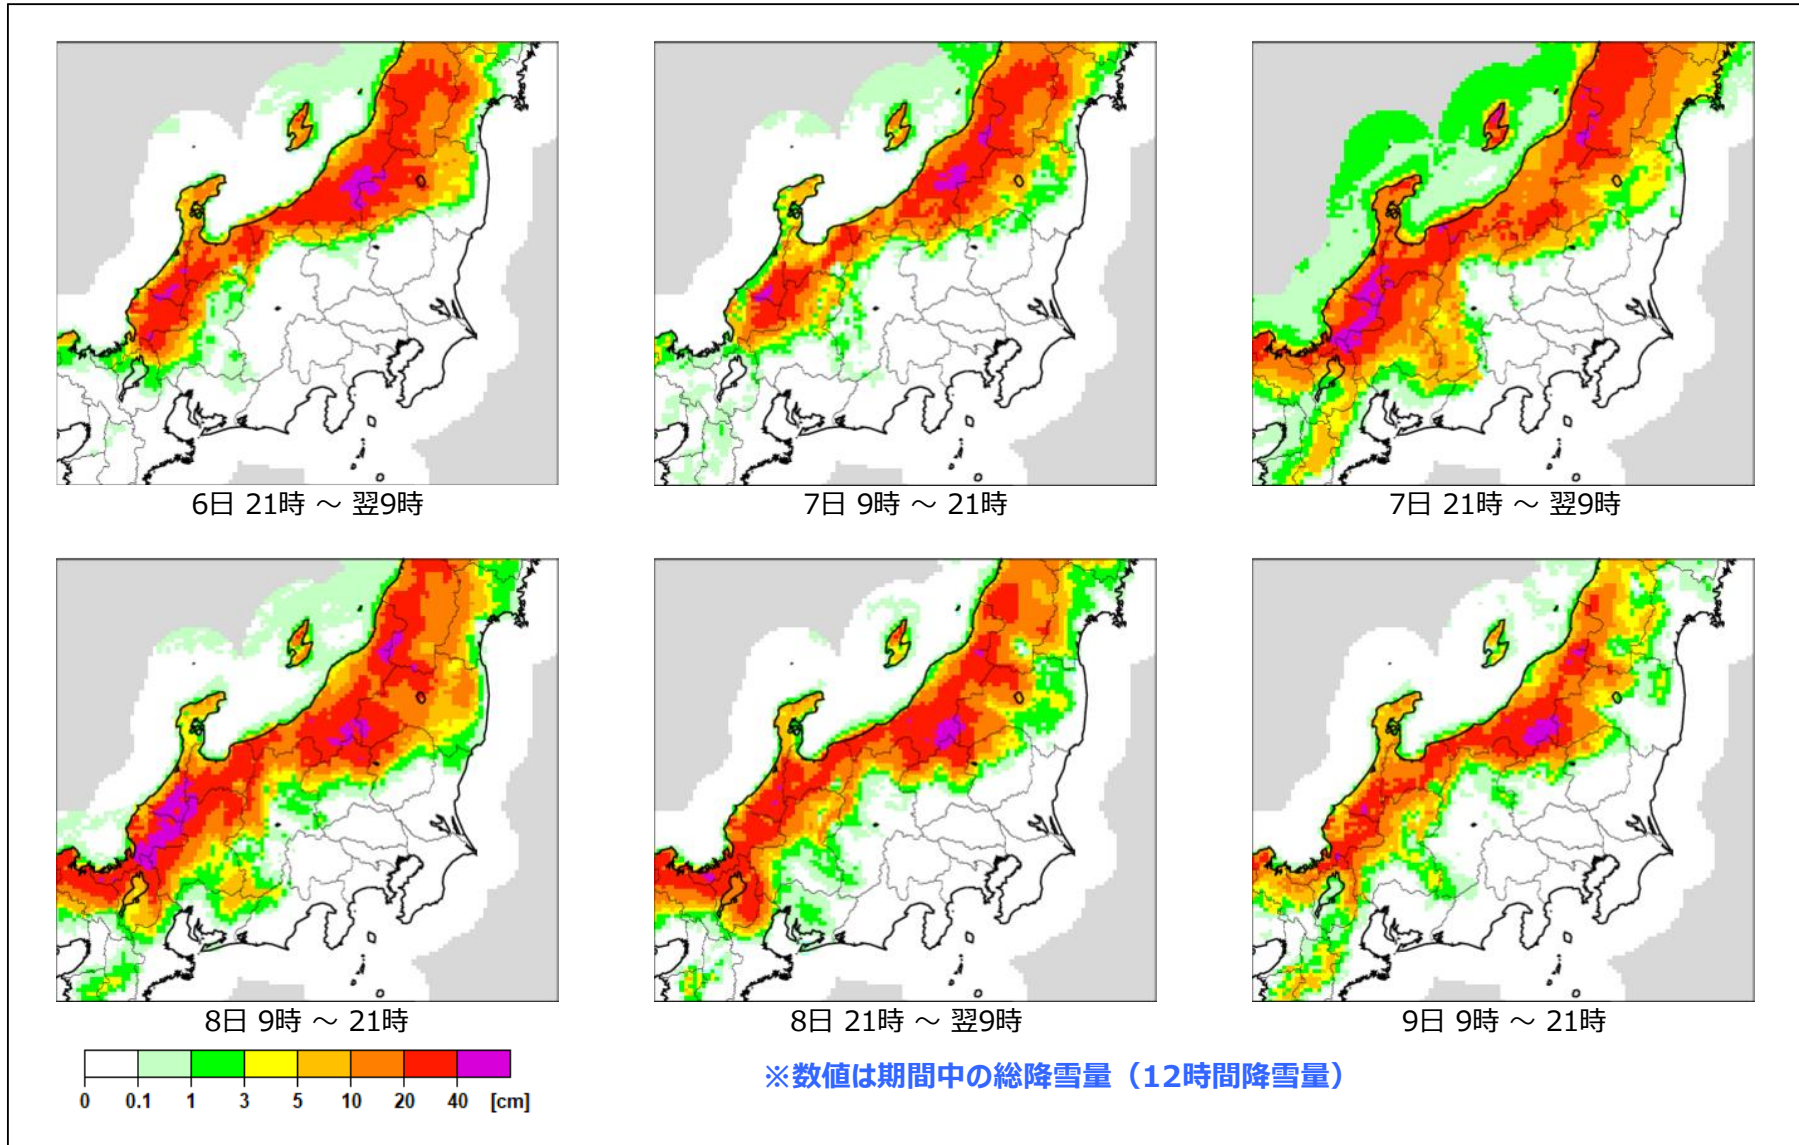 6日 21時 ～ 翌9時
7日 9時 ～ 21時
7日 21時 ～ 翌9時
8日 9時 ～ 21時
8日 21時 ～ 翌9時
9日 9時 ～ 21時
0 0.1 1 3 5 10 20 40 [cm]
※数値は期間中の総降雪量（12時間降雪量）